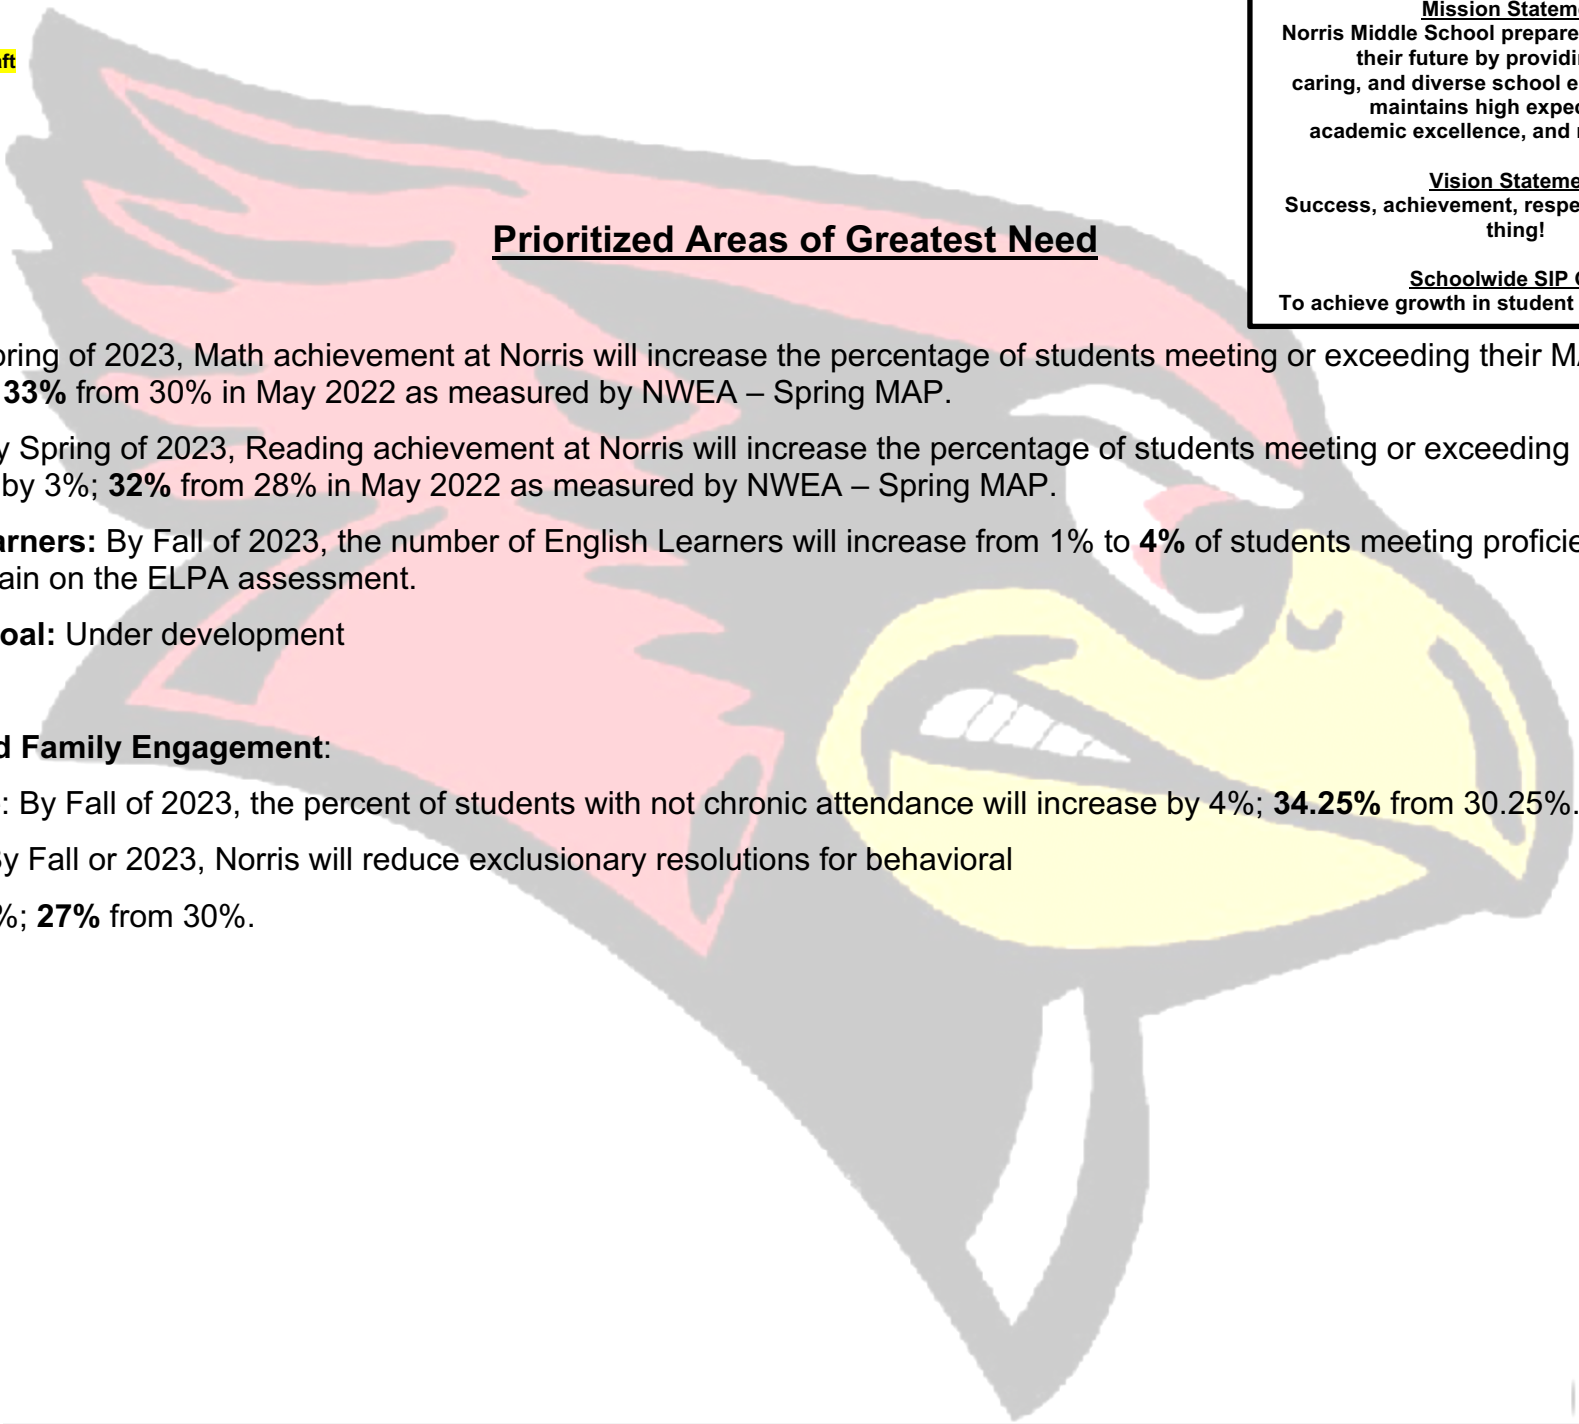 ft
Mission Statem
Norris Middle School prepare
their future by providi
caring, and diverse school e
maintains high expec
academic excellence, and r
Vision Stateme
Success, achievement, respe
thing!
Schoolwide SIP
To achieve growth in student
Prioritized Areas of Greatest Need
pring of 2023, Math achievement at Norris will increase the percentage of students meeting or exceeding their M
33% from 30% in May 2022 as measured by NWEA – Spring MAP.
y Spring of 2023, Reading achievement at Norris will increase the percentage of students meeting or exceeding
by 3%; 32% from 28% in May 2022 as measured by NWEA – Spring MAP.
arners: By Fall of 2023, the number of English Learners will increase from 1% to 4% of students meeting proficie
ain on the ELPA assessment.
oal: Under development
d Family Engagement:
: By Fall of 2023, the percent of students with not chronic attendance will increase by 4%; 34.25% from 30.25%.
By Fall or 2023, Norris will reduce exclusionary resolutions for behavioral
%; 27% from 30%.